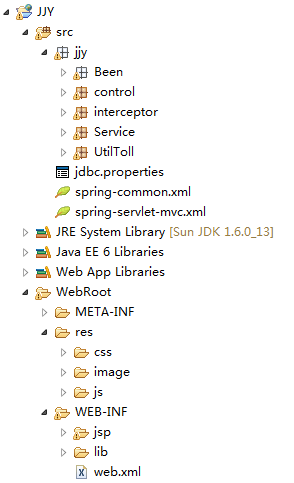 JJY
src
jjy
Been
control
interceptor
Service
UtilToll
jdbc.properties
spring-common.xml
spring-servlet-mvc.xml
JRE System Library [Sun JDK 1.6.0_13]
Java EE 6 Libraries
Web App Libraries
WebRoot
META-INF
res
css
image
js
WEB-INF
jsp
lib
web.xml